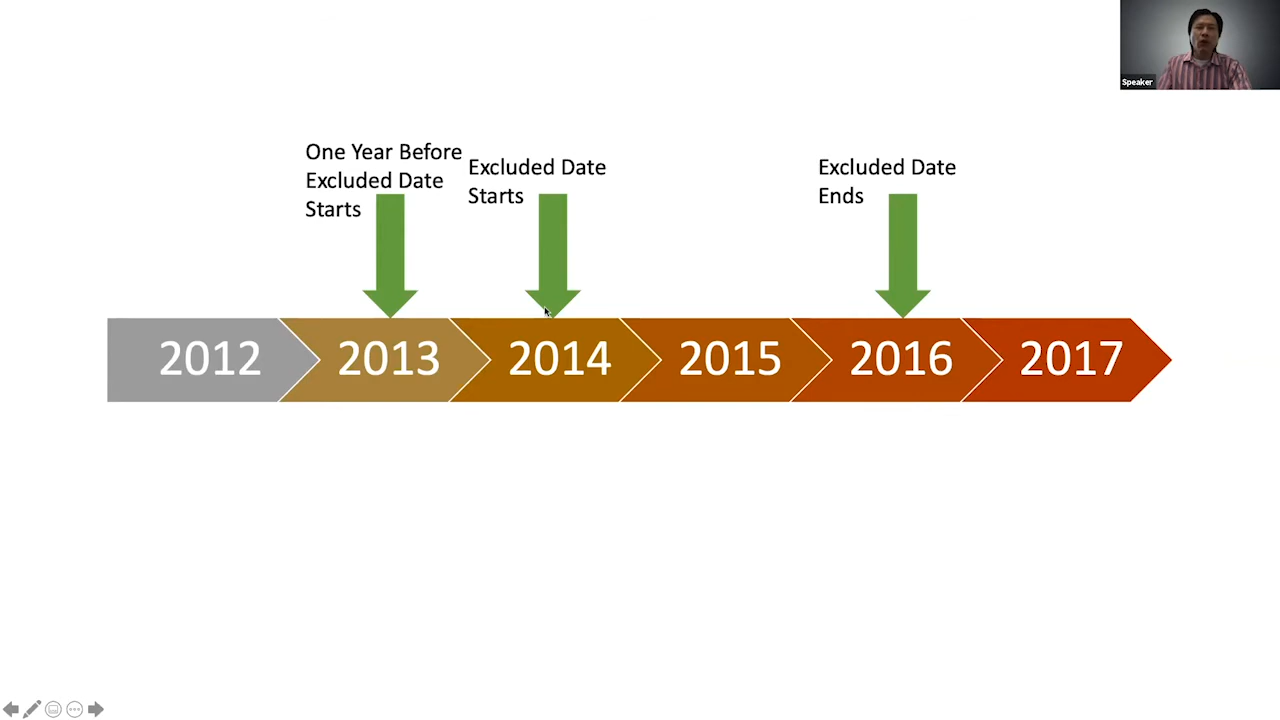 Speaker
One Year Before
Excluded Date
Starts
Excluded Date
Starts
Excluded Date
Ends
2012
2013
2014
2015
2016
2017